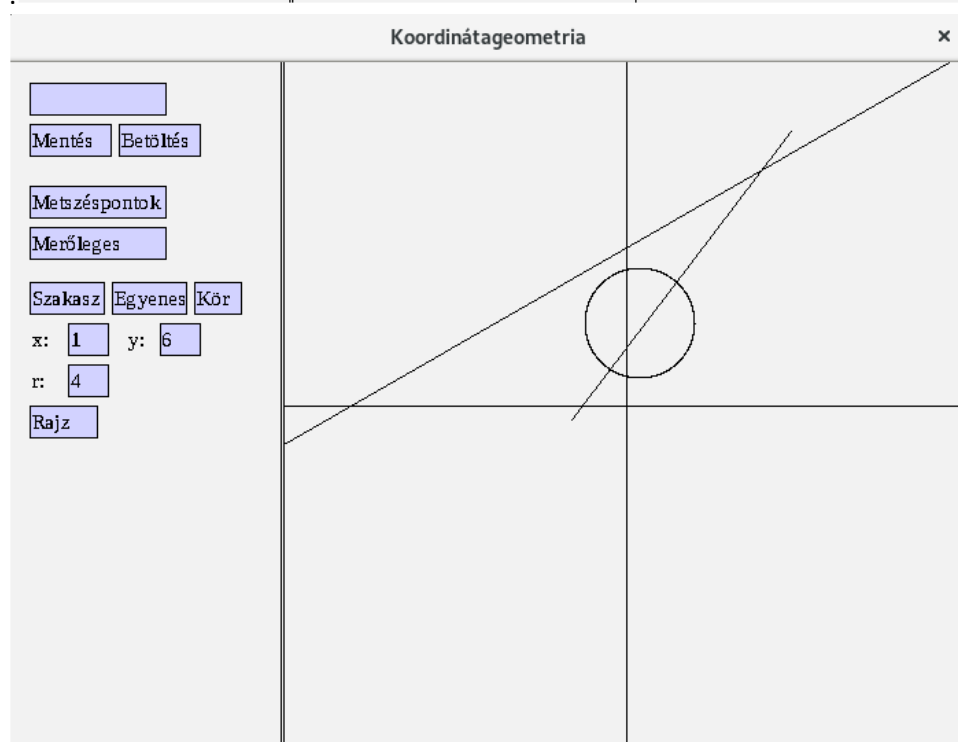 Koordinátageometria ×
Mentés Betöltés
Metszéspontok
Merőleges
Szakasz Egyenes Kör
x: 1 y: 6
r: 4
Rajz